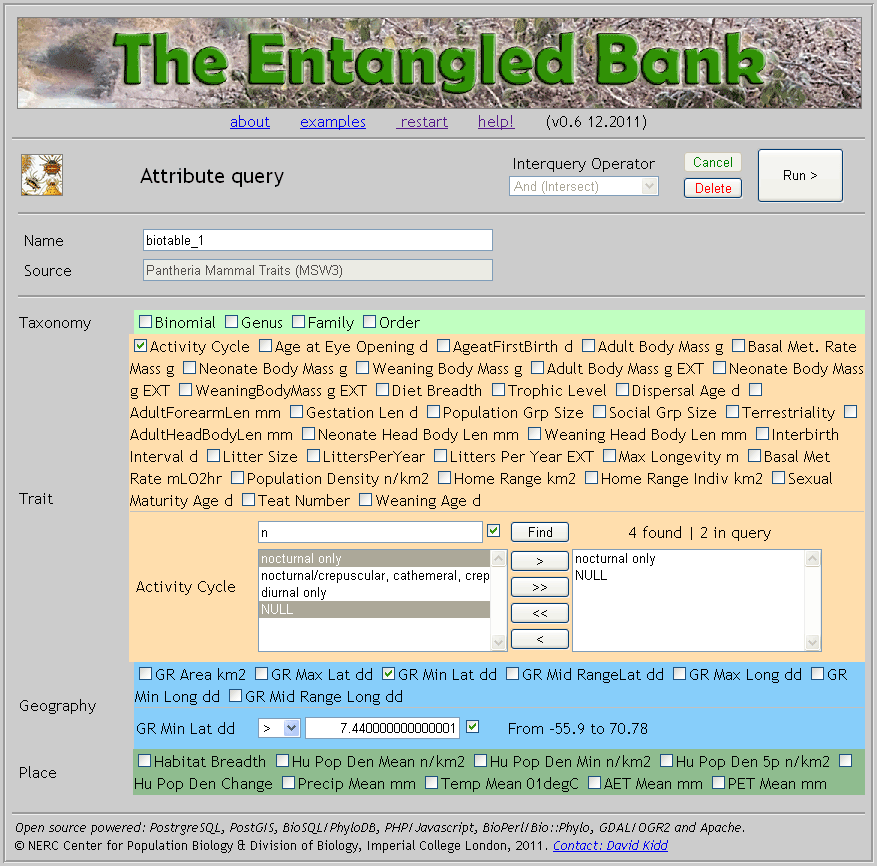 The Entangled Bank
about examples restart help! (v0.6 12.2011)
Attribute query
Interquery Operator
And (Intersect)
Cancel
Delete
Run >
Name biotable_1
Source Pantheria Mammal Traits (MSW3)
Taxonomy Binomial Genus Family Order
Activity Cycle Age at Eye Opening d AgeatFirstBirth d Adult Body Mass g Basal Met. Rate
Mass g Neonate Body Mass g Weaning Body Mass g Adult Body Mass g EXT Neonate Body Mass
g EXT WeaningBodyMass g EXT Diet Breadth Trophic Level Dispersal Age d
AdultForearmLen mm Gestation Len d Population Grp Size Social Grp Size Terrestriality
AdultHeadBodyLen mm Neonate Head Body Len mm Weaning Head Body Len mm Interbirth
Interval d Litter Size LittersPerYear Litters Per Year EXT Max Longevity m Basal Met
Rate mLO2hr Population Density n/km2 Home Range km2 Home Range Indiv km2 Sexual
Trait
Maturity Age d Teat Number Weaning Age d
n Find 4 found | 2 in query
Activity Cycle
nocturnal only
nocturnal/crepuscular, cathemeral, crep
diurnal only
NULL
>
>>
<<
<
nocturnal only
NULL
GR Area km2 GR Max Lat dd GR Min Lat dd GR Mid RangeLat dd GR Max Long dd GR
Min Long dd GR Mid Range Long dd
Geography
GR Min Lat dd > 7.440000000000001 From -55.9 to 70.78
Place
Habitat Breadth Hu Pop Den Mean n/km2 Hu Pop Den Min n/km2 Hu Pop Den 5p n/km2
Hu Pop Den Change Precip Mean mm Temp Mean 01degC AET Mean mm PET Mean mm
Open source powered: PostrgreSQL, PostGIS, BioSQL/PhyloDB, PHP/Javascript, BioPerl/Bio::Phylo, GDAL/OGR2 and Apache.
© NERC Center for Population Biology & Division of Biology, Imperial College London, 2011. Contact: David Kidd